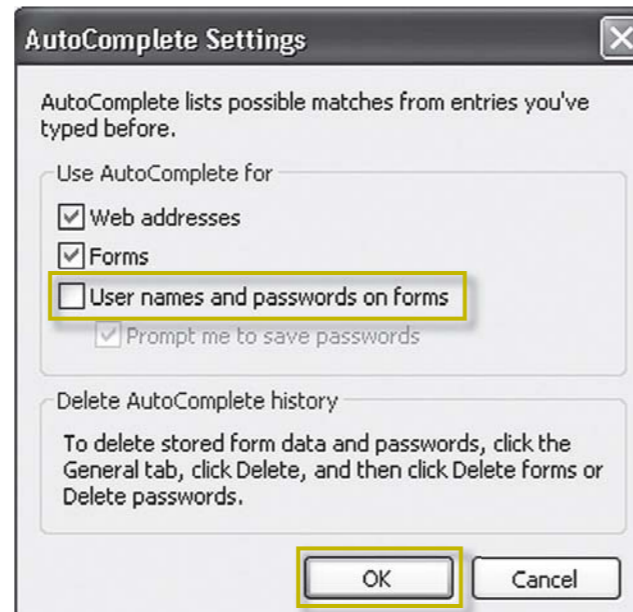 AutoComplete Settings
AutoComplete lists possible matches from entries you've
typed before.
Use AutoComplete for
Web addresses
Forms
User names and passwords on forms
Prompt me to save passwords
Delete AutoComplete history
To delete stored form data and passwords, click the
General tab, click Delete, and then click Delete forms or
Delete passwords.
OK Cancel